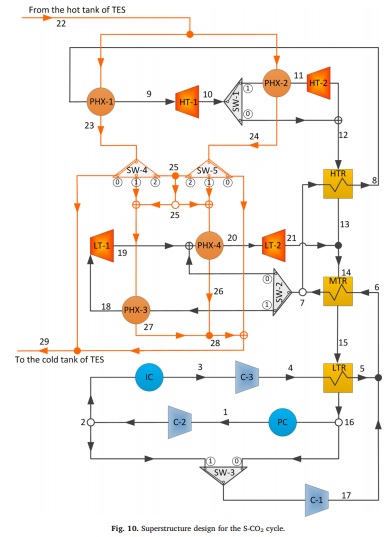 From the hot tank of TES
22
PHX-1
9
HT-1
10
SW-1
1
0
PHX-2
11
HT-2
12
23
24
HTR
8
SW-4
0
1
2
25
SW-5
2
1
0
25
13
LT-1
19
PHX-4
20
LT-2
21
14
MTR
6
26
0
SW-2
1
7
18
PHX-3
27
28
15
29
To the cold tank of TES
IC
3
C-3
4
LTR
5
2
C-2
1
PC
16
1
0
SW-3
C-1
17
Fig. 10. Superstructure design for the S-CO₂ cycle.